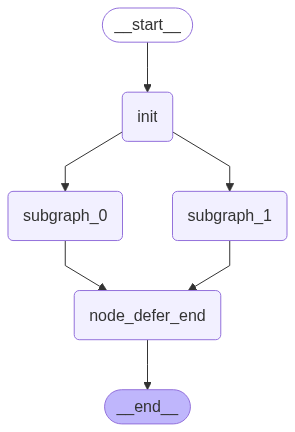 __start__
init
subgraph_0
subgraph_1
node_defer_end
__end__